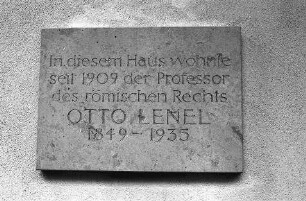 In diesem Haus wohnte
seit 1909 der Professor
des römischen Rechts
OTTO LENEL
1849 - 1935